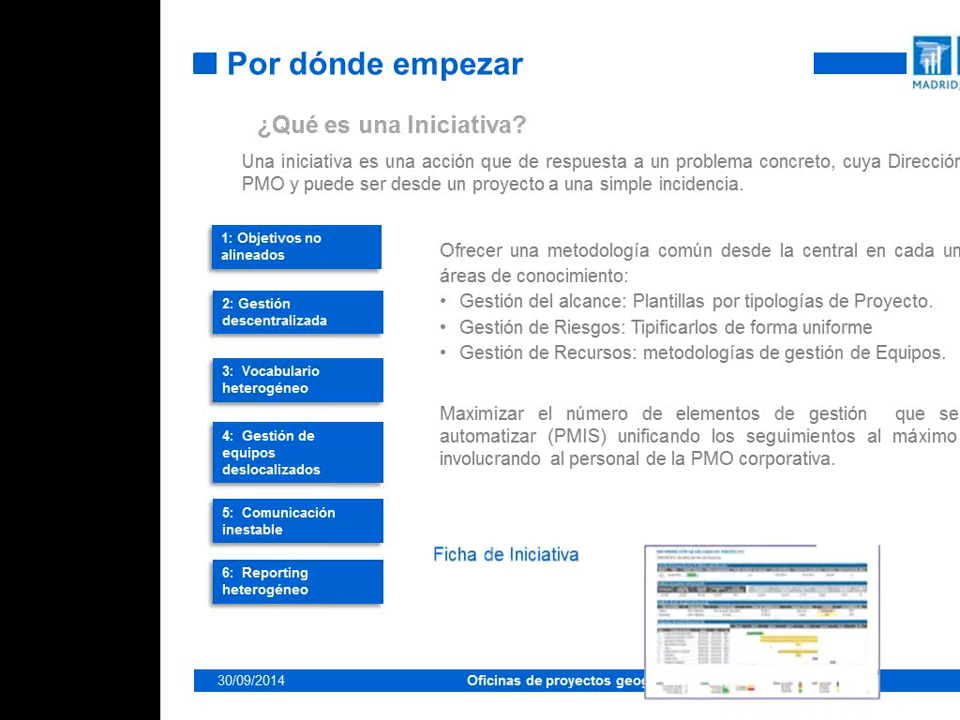 Por dónde empezar
MADRID,
¿Qué es una Iniciativa?
Una iniciativa es una acción que de respuesta a un problema concreto, cuya Dirección
PMO y puede ser desde un proyecto a una simple incidencia.
1: Objetivos no
alineados
2: Gestión
descentralizada
3: Vocabulario
heterogéneo
4: Gestión de
equipos
deslocalizados
5: Comunicación
inestable
6: Reporting
heterogéneo
Ofrecer una metodología común desde la central en cada un
áreas de conocimiento:
• Gestión del alcance: Plantillas por tipologías de Proyecto.
• Gestión de Riesgos: Tipificarlos de forma uniforme
• Gestión de Recursos: metodologías de gestión de Equipos.
Maximizar el número de elementos de gestión que se
automatizar (PMIS) unificando los seguimientos al máximo
involucrando al personal de la PMO corporativa.
Ficha de Iniciativa
30/09/2014
Oficinas de proyectos geog